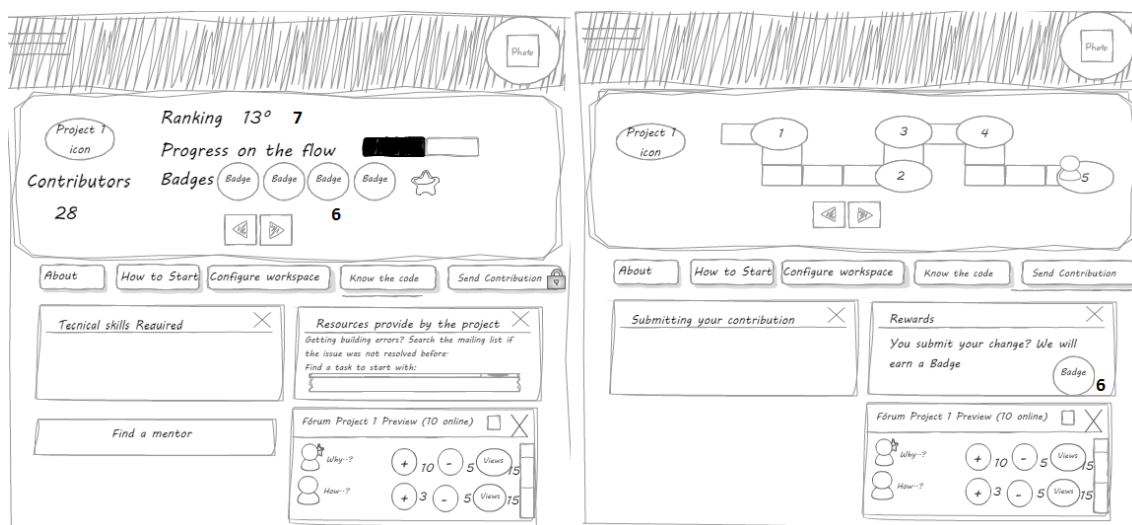 Photo
Ranking 13º 7
Project 1
icon
Progress on the flow
Contributors
28
Badges Badge Badge Badge Badge
6
About
How to Start
Configure workspace
Know the code
Send Contribution
Tecnical skills Reauired
Resources provide by the project
Getting building errors? Search the mailing list if
the issue was not resolved before.
Find a task to start with:
Find a mentor
Fórum Project 1 Preview (10 online)
Why..? + 10 - 5 Views 15
How..? + 3 - 5 Views 15
Photo
Project 1
icon
1
3
4
2
5
About
How to Start
Configure workspace
Know the code
Send Contribution
Submitting your contribution
Rewards
You submit your change? We will
earn a Badge
Badge
6
Fórum Project 1 Preview (10 online)
Why..? + 10 - 5 Views 15
How..? + 3 - 5 Views 15